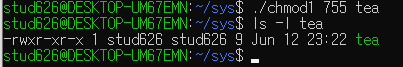 stud626@DESKTOP-UM67EMN:~/sys$ ./chmod1 755 tea
stud626@DESKTOP-UM67EMN:~/sys$ ls -l tea
-rwxr-xr-x 1 stud626 stud626 9 Jun 12 23:22 tea
stud626@DESKTOP-UM67EMN:~/sys$